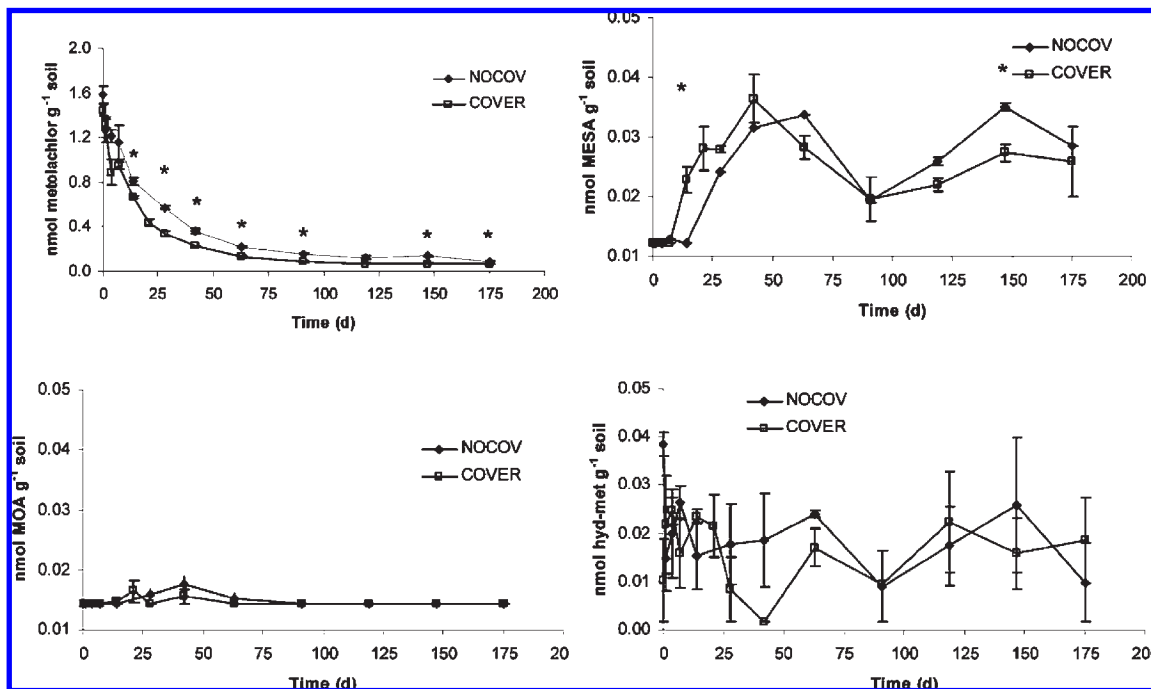 2.0
1.6
1.2
0.8
0.4
0.0
nmol metolachlor g⁻¹ soil
NOCOV
COVER
* * * * * * *
0 25 50 75 100 125 150 175 200
Time (d)
0.05
0.04
0.03
0.02
0.01
nmol MESA g⁻¹ soil
NOCOV
COVER
* *
0 25 50 75 100 125 150 175 200
Time (d)
0.05
0.04
0.03
0.02
0.01
nmol MOA g⁻¹ soil
NOCOV
COVER
0 25 50 75 100 125 150 175
Time (d)
0.05
0.04
0.03
0.02
0.01
0.00
nmol hyd-met g⁻¹ soil
NOCOV
COVER
0 25 50 75 100 125 150 175 200
Time (d)